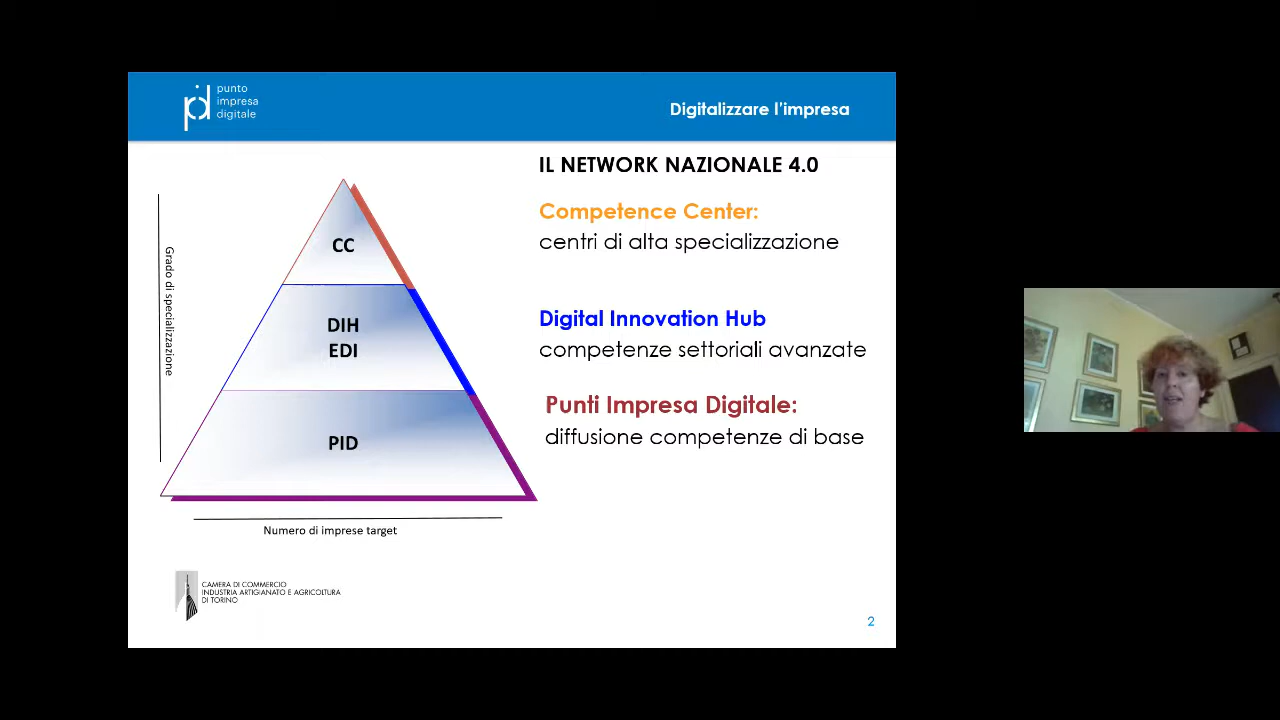 punto
impresa
digitale
Digitalizzare l'impresa
IL NETWORK NAZIONALE 4.0
Competence Center:
centri di alta specializzazione
Digital Innovation Hub
competenze settoriali avanzate
Punti Impresa Digitale:
diffusione competenze di base
Grado di specializzazione
CC
DIH
EDI
PID
Numero di imprese target
CAMERA DI COMMERCIO
INDUSTRIA ARTIGIANATO E AGRICOLTURA
DI TORINO
2